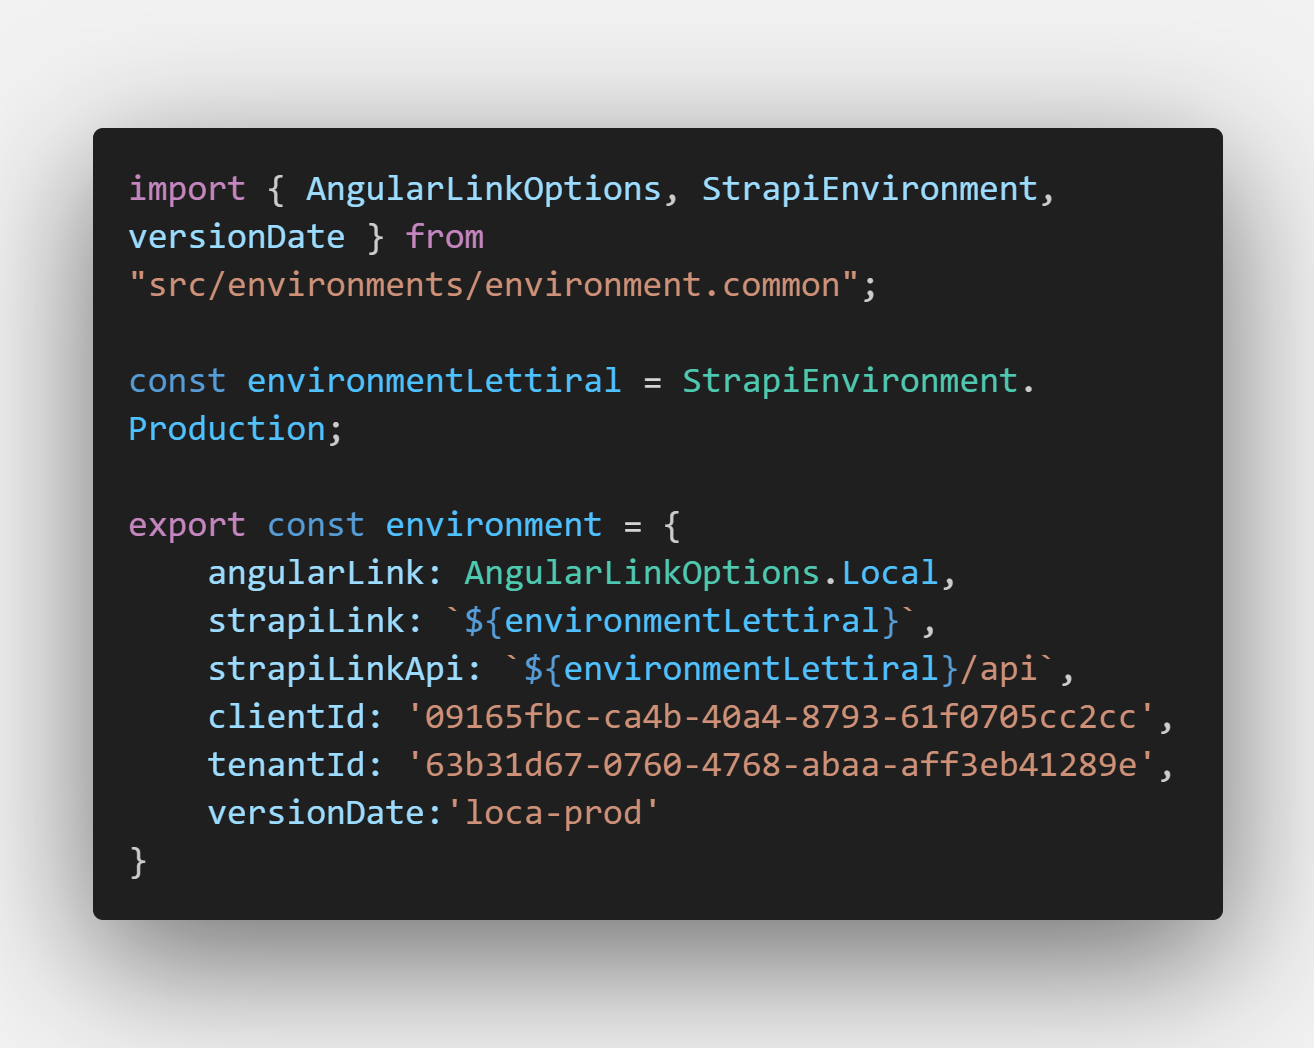 import { AngularLinkOptions, StrapiEnvironment,
versionDate } from
"src/environments/environment.common";

const environmentLettiral = StrapiEnvironment.
Production;

export const environment = {
    angularLink: AngularLinkOptions.Local,
    strapiLink: `${environmentLettiral}`,
    strapiLinkApi: `${environmentLettiral}/api`,
    clientId: '09165fbc-ca4b-40a4-8793-61f0705cc2cc',
    tenantId: '63b31d67-0760-4768-abaa-aff3eb41289e',
    versionDate:'loca-prod'
}